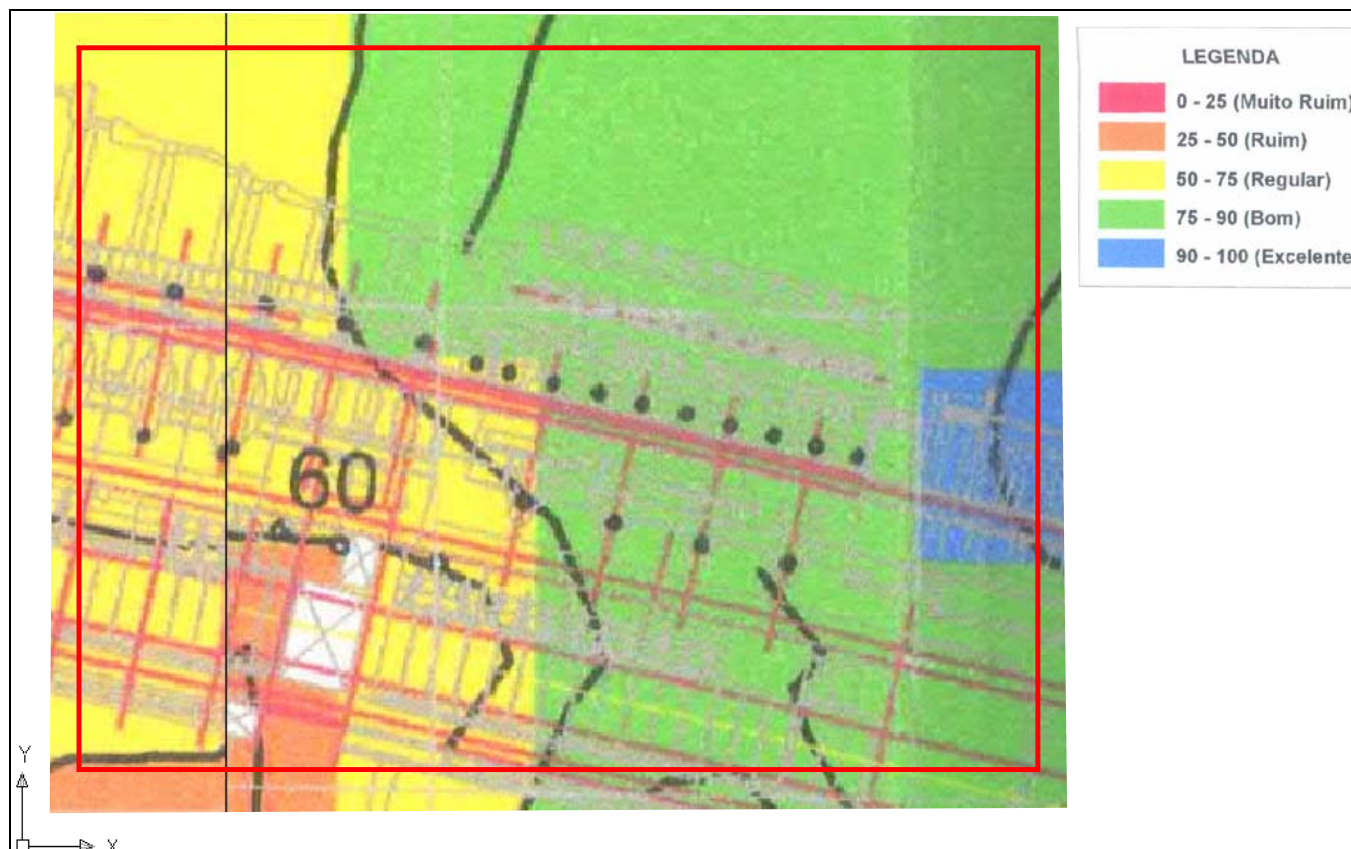 LEGENDA
0 - 25 (Muito Ruim)
25 - 50 (Ruim)
50 - 75 (Regular)
75 - 90 (Bom)
90 - 100 (Excelente
60
Y
X